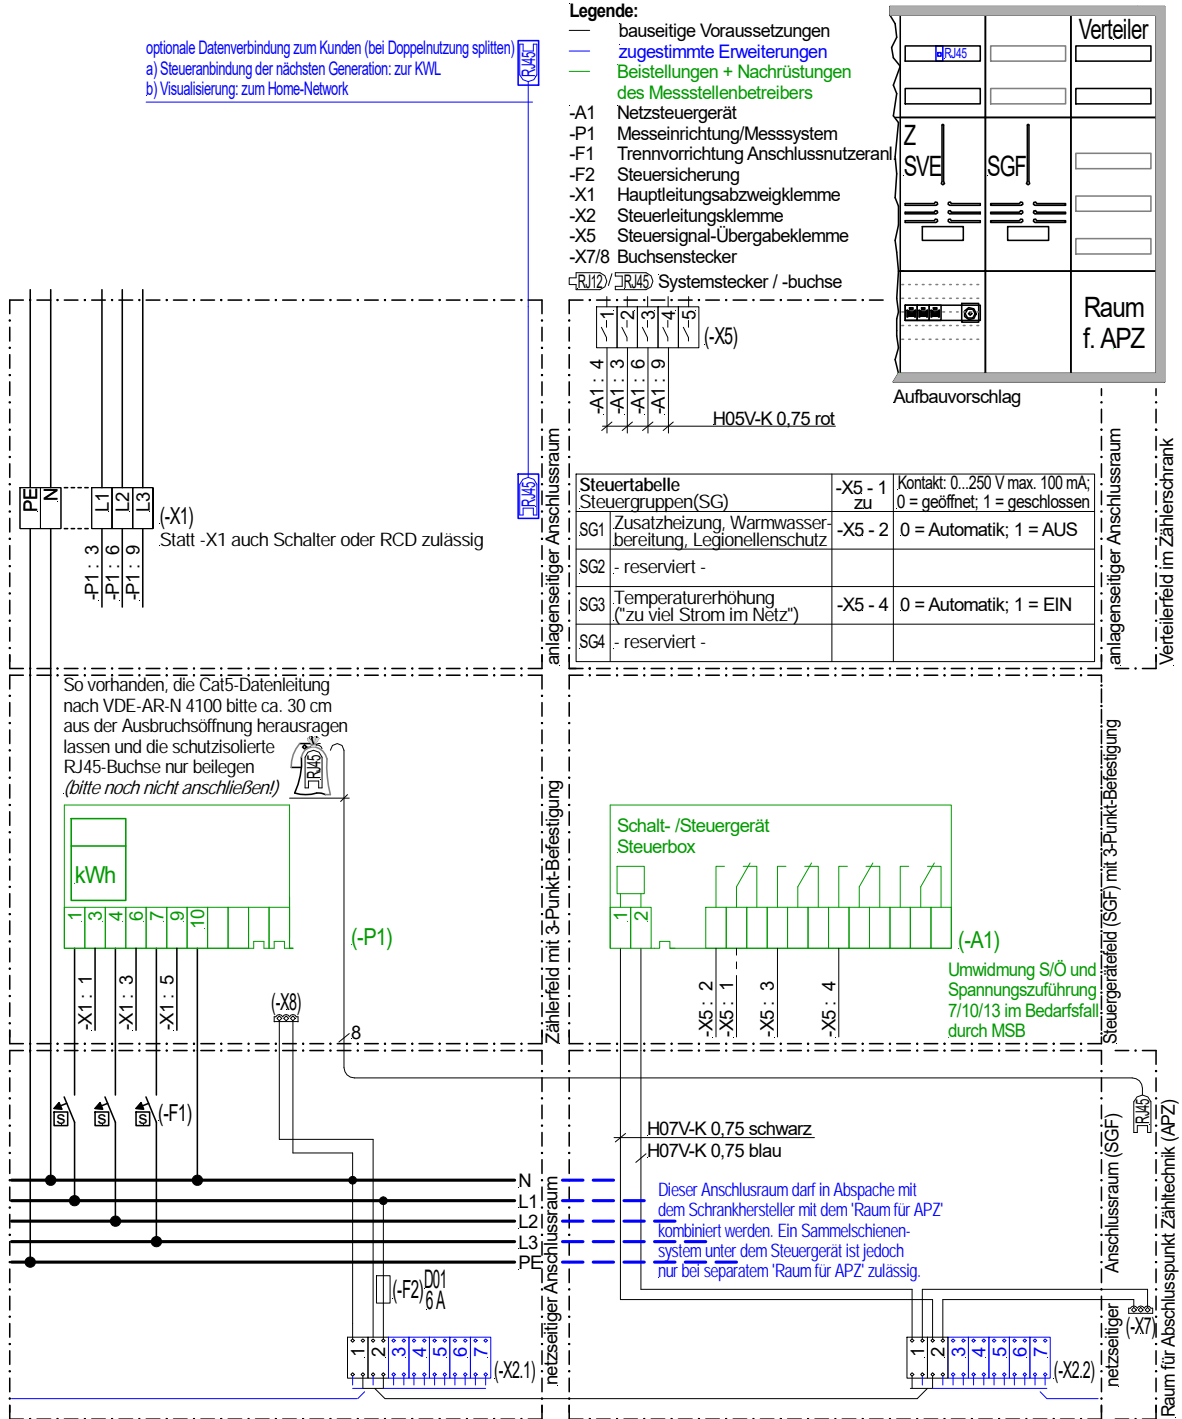 Legende:
bauseitige Voraussetzungen
zugestimmte Erweiterungen
Beistellungen + Nachrüstungen
des Messstellenbetreibers
-A1 Netzsteuergerät
-P1 Messeinrichtung/Messsystem
-F1 Trennvorrichtung Anschlussnutzeranl
-F2 Steuersicherung
-X1 Hauptleitungsabzweigklemme
-X2 Steuerleitungsklemme
-X5 Steuersignal-Übergabeklemme
-X7/8 Buchsenstecker
RJ12 / RJ45 Systemstecker / -buchse
optionale Datenverbindung zum Kunden (bei Doppelnutzung splitten)
a) Steueranbindung der nächsten Generation: zur KWL
b) Visualisierung: zum Home-Network
RJ45
Verteiler
RJ45
Z
SVE
SGF
Raum
f. APZ
Aufbauvorschlag
-1
-2
-3
-4
-5
(-X5)
-A1: 4
-A1: 3
-A1: 6
-A1: 9
H05V-K 0,75 rot
RJ45
PE
N
L1
L2
L3
(-X1)
Statt -X1 auch Schalter oder RCD zulässig
-P1: 3
-P1: 6
-P1: 9
anlagenseitiger Anschlussraum
Steuertabelle
Steuergruppen(SG)
-X5 - 1
zu
Kontakt: 0...250 V max. 100 mA;
0 = geöffnet; 1 = geschlossen
SG1 Zusatzheizung, Warmwasser-
bereitung, Legionellenschutz
-X5 - 2 0 = Automatik; 1 = AUS
SG2 - reserviert -
SG3 Temperaturerhöhung
("zu viel Strom im Netz")
-X5 - 4 0 = Automatik; 1 = EIN
SG4 - reserviert -
anlagenseitiger Anschlussraum
Verteilerfeld im Zählerschrank
So vorhanden, die Cat5-Datenleitung
nach VDE-AR-N 4100 bitte ca. 30 cm
aus der Ausbruchsöffnung herausragen
lassen und die schutzisolierte
RJ45-Buchse nur beilegen
(bitte noch nicht anschließen!)
RJ45
kWh
1
3
4
6
7
9
10
(-P1)
-X1: 1
-X1: 3
-X1: 5
(-X8)
8
Zählerfeld mit 3-Punkt-Befestigung
Schalt- /Steuergerät
Steuerbox
1
2
(-A1)
Umwidmung S/Ö und
Spannungszuführung
7/10/13 im Bedarfsfall
durch MSB
-X5: 2
-X5: 1
-X5: 3
-X5: 4
Steuergerätefeld (SGF) mit 3-Punkt-Befestigung
S
S
S
(-F1)
RJ45
H07V-K 0,75 schwarz
H07V-K 0,75 blau
N
L1
L2
L3
PE
Dieser Anschlusraum darf in Abspache mit
dem Schrankhersteller mit dem 'Raum für APZ'
kombiniert werden. Ein Sammelschienen-
system unter dem Steuergerät ist jedoch
nur bei separatem 'Raum für APZ' zulässig.
(-F2)
D01
6 A
1
2
3
4
5
6
7
(-X2.1)
netzseitiger Anschlussraum
1
2
3
4
5
6
7
(-X2.2)
(-X7)
netzseitiger Anschlussraum (SGF)
Raum für Abschlusspunkt Zähltechnik (APZ)